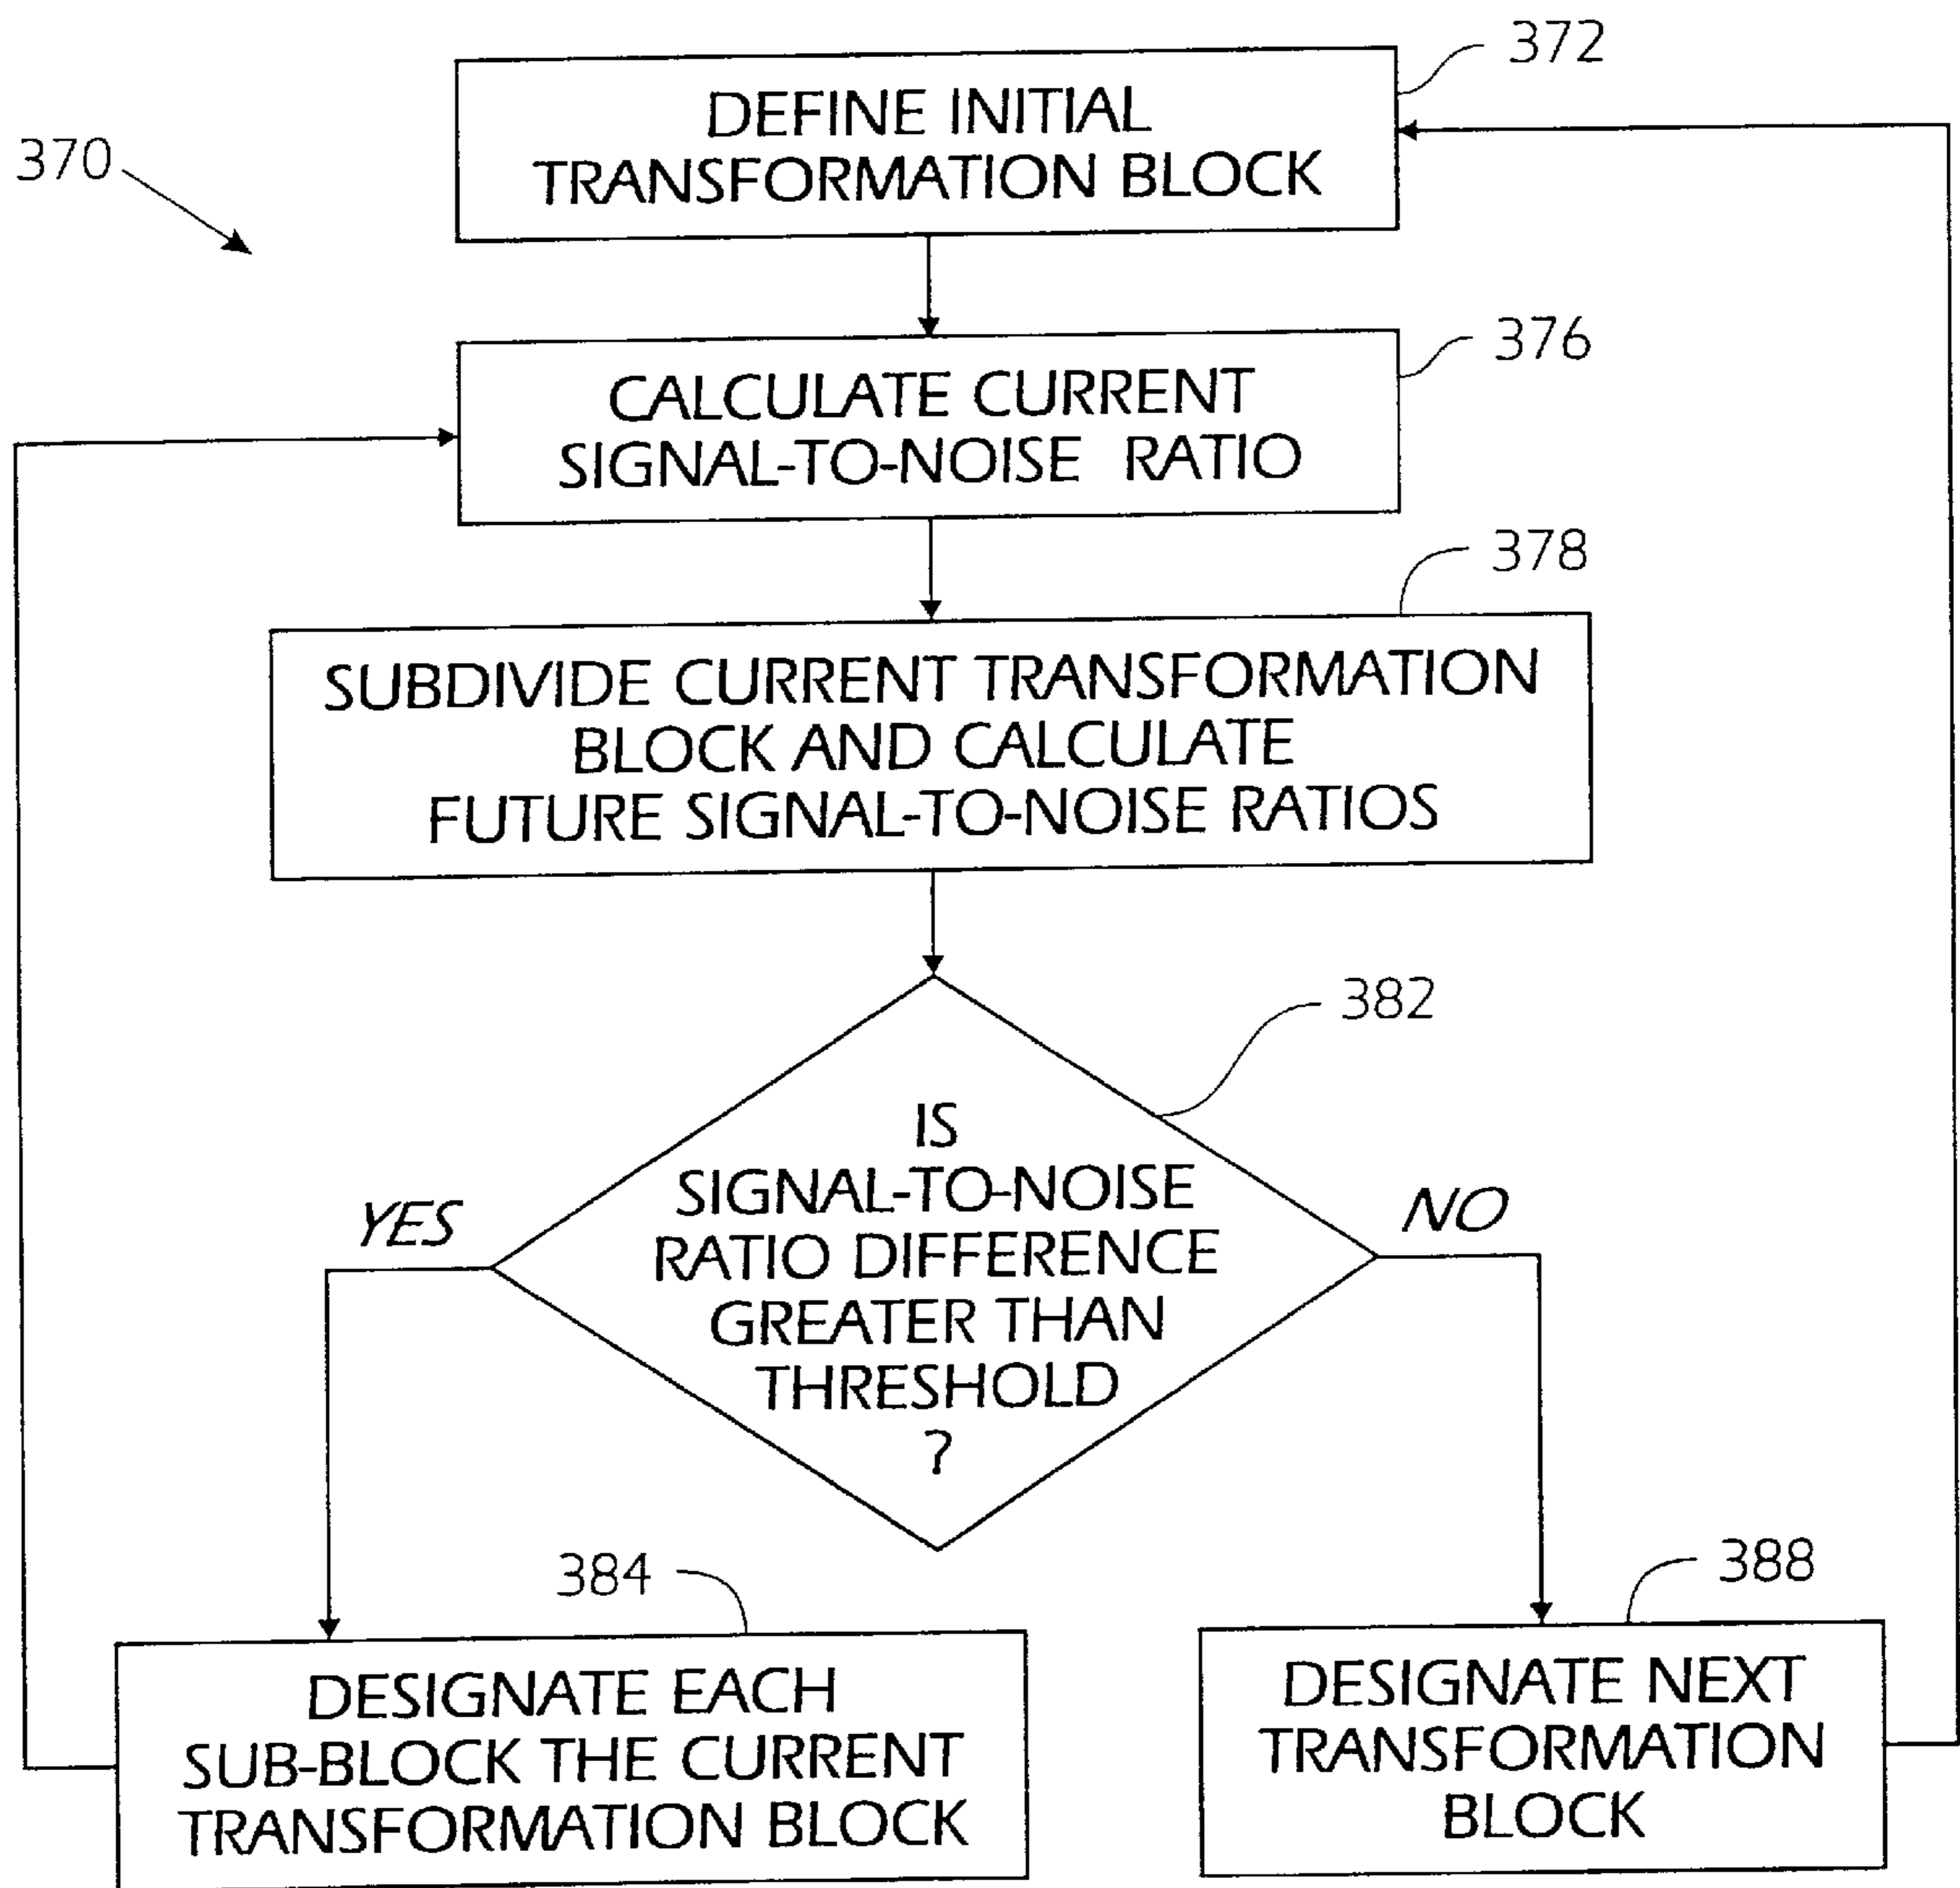 372
DEFINE INITIAL
TRANSFORMATION BLOCK
370
376
CALCULATE CURRENT
SIGNAL-TO-NOISE RATIO
378
SUBDIVIDE CURRENT TRANSFORMATION
BLOCK AND CALCULATE
FUTURE SIGNAL-TO-NOISE RATIOS
382
IS
SIGNAL-TO-NOISE
RATIO DIFFERENCE
GREATER THAN
THRESHOLD
?
YES
NO
384
DESIGNATE EACH
SUB-BLOCK THE CURRENT
TRANSFORMATION BLOCK
388
DESIGNATE NEXT
TRANSFORMATION
BLOCK